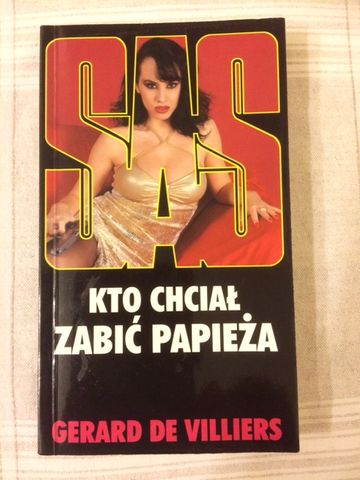 SAS
KTO CHCIAŁ
ZABIĆ PAPIEŻA
GERARD DE VILLIERS